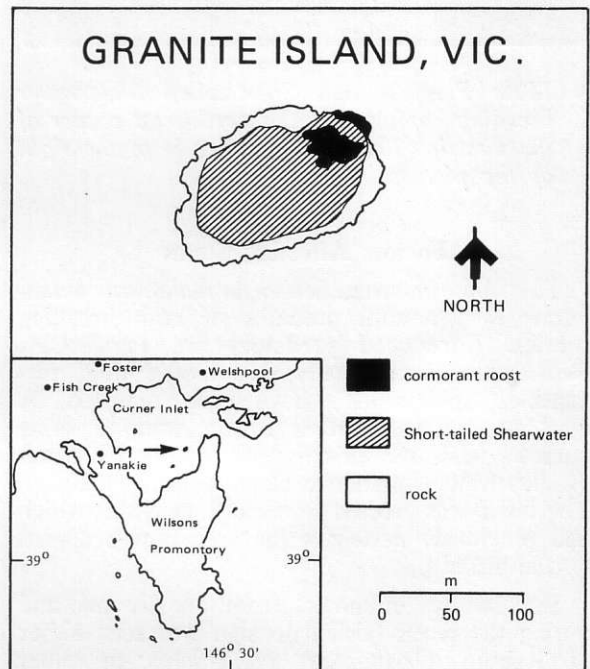 GRANITE ISLAND, VIC.
NORTH
Foster
Welshpool
Fish Creek
Curner Inlet
Yanakie
Wilsons
Promontory
39° 39°
146° 30'
cormorant roost
Short-tailed Shearwater
rock
m
0 50 100